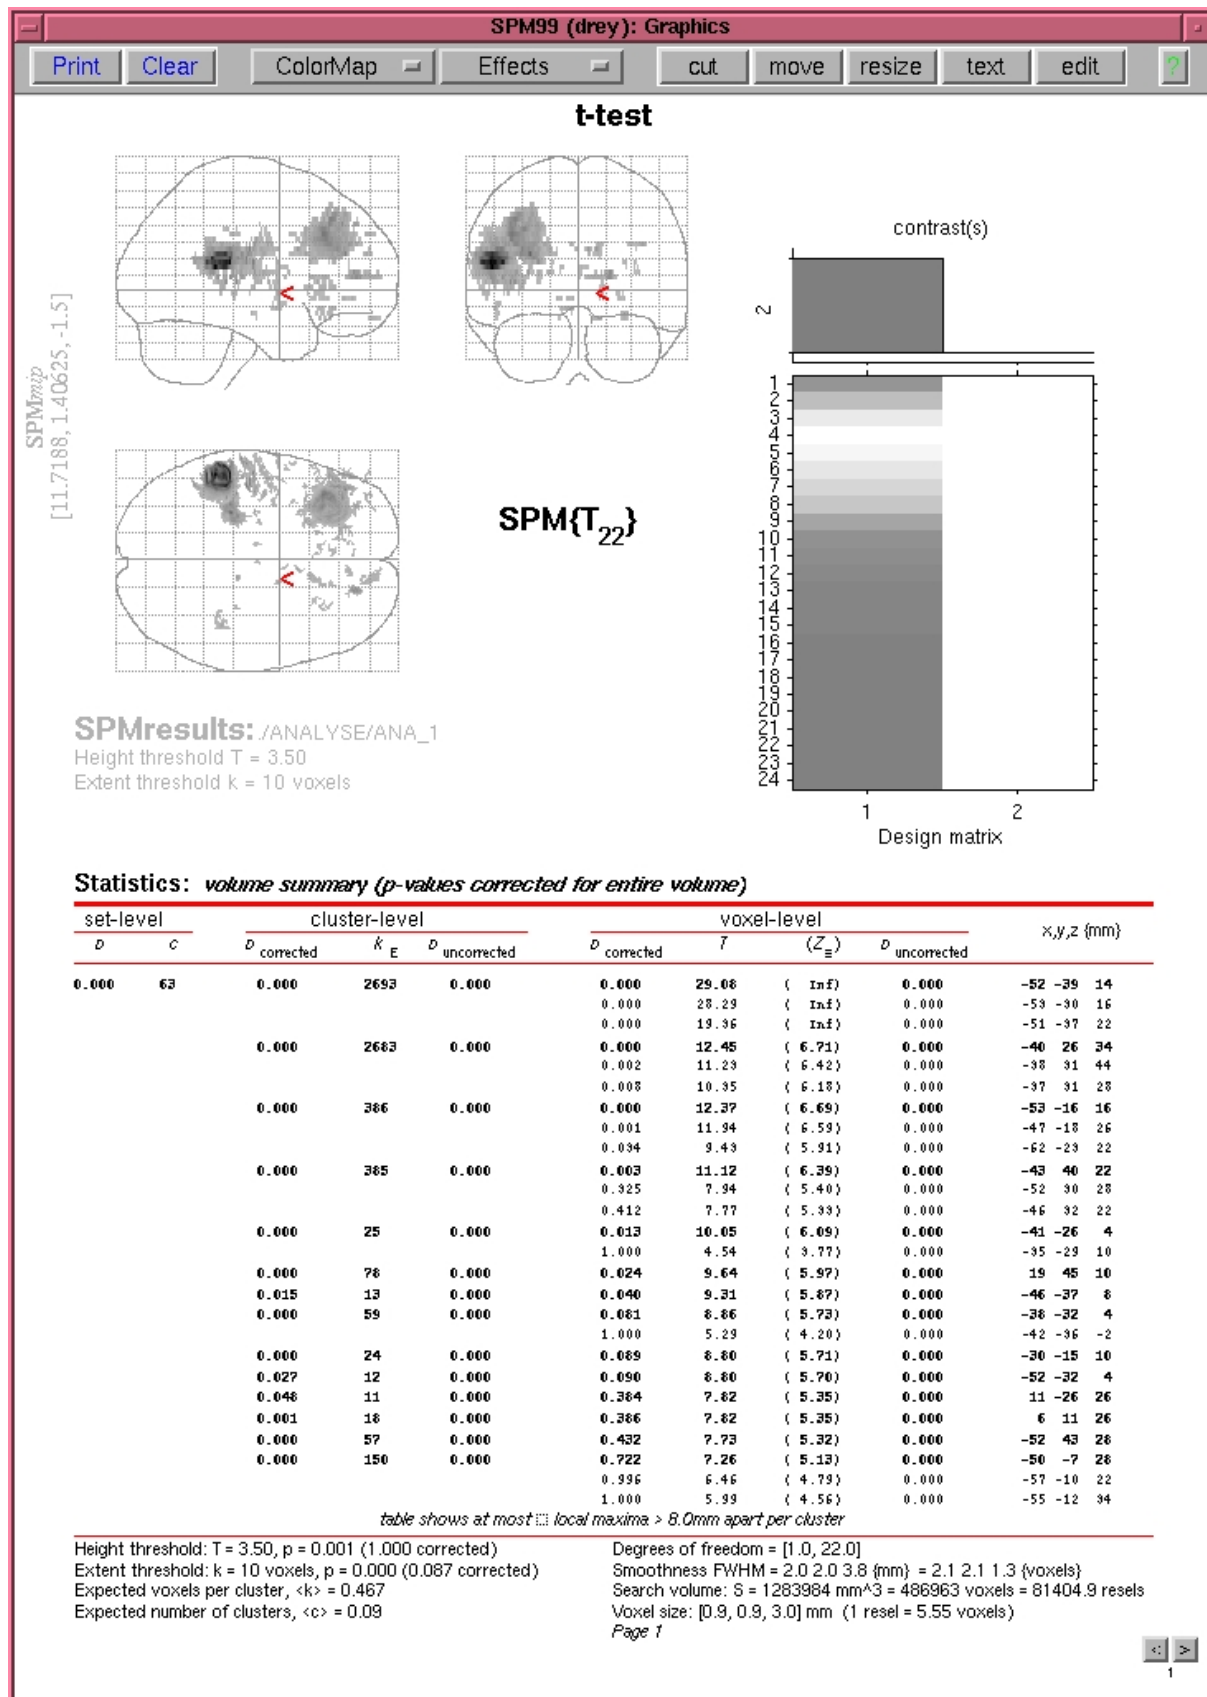 SPM99 (drey): Graphics
Print Clear ColorMap Effects cut move resize text edit ?
t-test
SPMmip
[11.7188, 1.40625, -1.5]
contrast(s)
2
SPM{T22}
1
2
3
4
5
6
7
8
9
10
11
12
13
14
15
16
17
18
19
20
21
22
23
24
1 2
Design matrix
SPMresults: ./ANALYSE/ANA_1
Height threshold T = 3.50
Extent threshold k = 10 voxels
Statistics: volume summary (p-values corrected for entire volume)
set-level cluster-level voxel-level x,y,z {mm}
p c p corrected k E p uncorrected p corrected T (Z≡) p uncorrected
0.000 63 0.000 2693 0.000 0.000 29.08 ( Inf) 0.000 -52 -39 14
0.000 28.29 ( Inf) 0.000 -53 -30 16
0.000 19.36 ( Inf) 0.000 -51 -37 22
0.000 2683 0.000 0.000 12.45 ( 6.71) 0.000 -40 26 34
0.002 11.23 ( 6.42) 0.000 -38 31 44
0.008 10.35 ( 6.18) 0.000 -37 31 28
0.000 386 0.000 0.000 12.37 ( 6.69) 0.000 -53 -16 16
0.001 11.94 ( 6.59) 0.000 -47 -18 26
0.034 9.43 ( 5.91) 0.000 -62 -23 22
0.000 385 0.000 0.003 11.12 ( 6.39) 0.000 -43 40 22
0.325 7.94 ( 5.40) 0.000 -52 30 28
0.412 7.77 ( 5.33) 0.000 -46 32 22
0.000 25 0.000 0.013 10.05 ( 6.09) 0.000 -41 -26 4
1.000 4.54 ( 3.77) 0.000 -35 -29 10
0.000 78 0.000 0.024 9.64 ( 5.97) 0.000 19 45 10
0.015 13 0.000 0.040 9.31 ( 5.87) 0.000 -46 -37 8
0.000 59 0.000 0.081 8.86 ( 5.73) 0.000 -38 -32 4
1.000 5.29 ( 4.20) 0.000 -42 -36 -2
0.000 24 0.000 0.089 8.80 ( 5.71) 0.000 -30 -15 10
0.027 12 0.000 0.090 8.80 ( 5.70) 0.000 -52 -32 4
0.048 11 0.000 0.384 7.82 ( 5.35) 0.000 11 -26 26
0.001 18 0.000 0.386 7.82 ( 5.35) 0.000 6 11 26
0.000 57 0.000 0.432 7.73 ( 5.32) 0.000 -52 43 28
0.000 150 0.000 0.722 7.26 ( 5.13) 0.000 -50 -7 28
0.996 6.46 ( 4.79) 0.000 -57 -10 22
1.000 5.99 ( 4.56) 0.000 -55 -12 34
table shows at most local maxima > 8.0mm apart per cluster
Height threshold: T = 3.50, p = 0.001 (1.000 corrected)
Extent threshold: k = 10 voxels, p = 0.000 (0.087 corrected)
Expected voxels per cluster, <k> = 0.467
Expected number of clusters, <c> = 0.09
Degrees of freedom = [1.0, 22.0]
Smoothness FWHM = 2.0 2.0 3.8 {mm} = 2.1 2.1 1.3 {voxels}
Search volume: S = 1283984 mm^3 = 486963 voxels = 81404.9 resels
Voxel size: [0.9, 0.9, 3.0] mm (1 resel = 5.55 voxels)
Page 1
< >
1